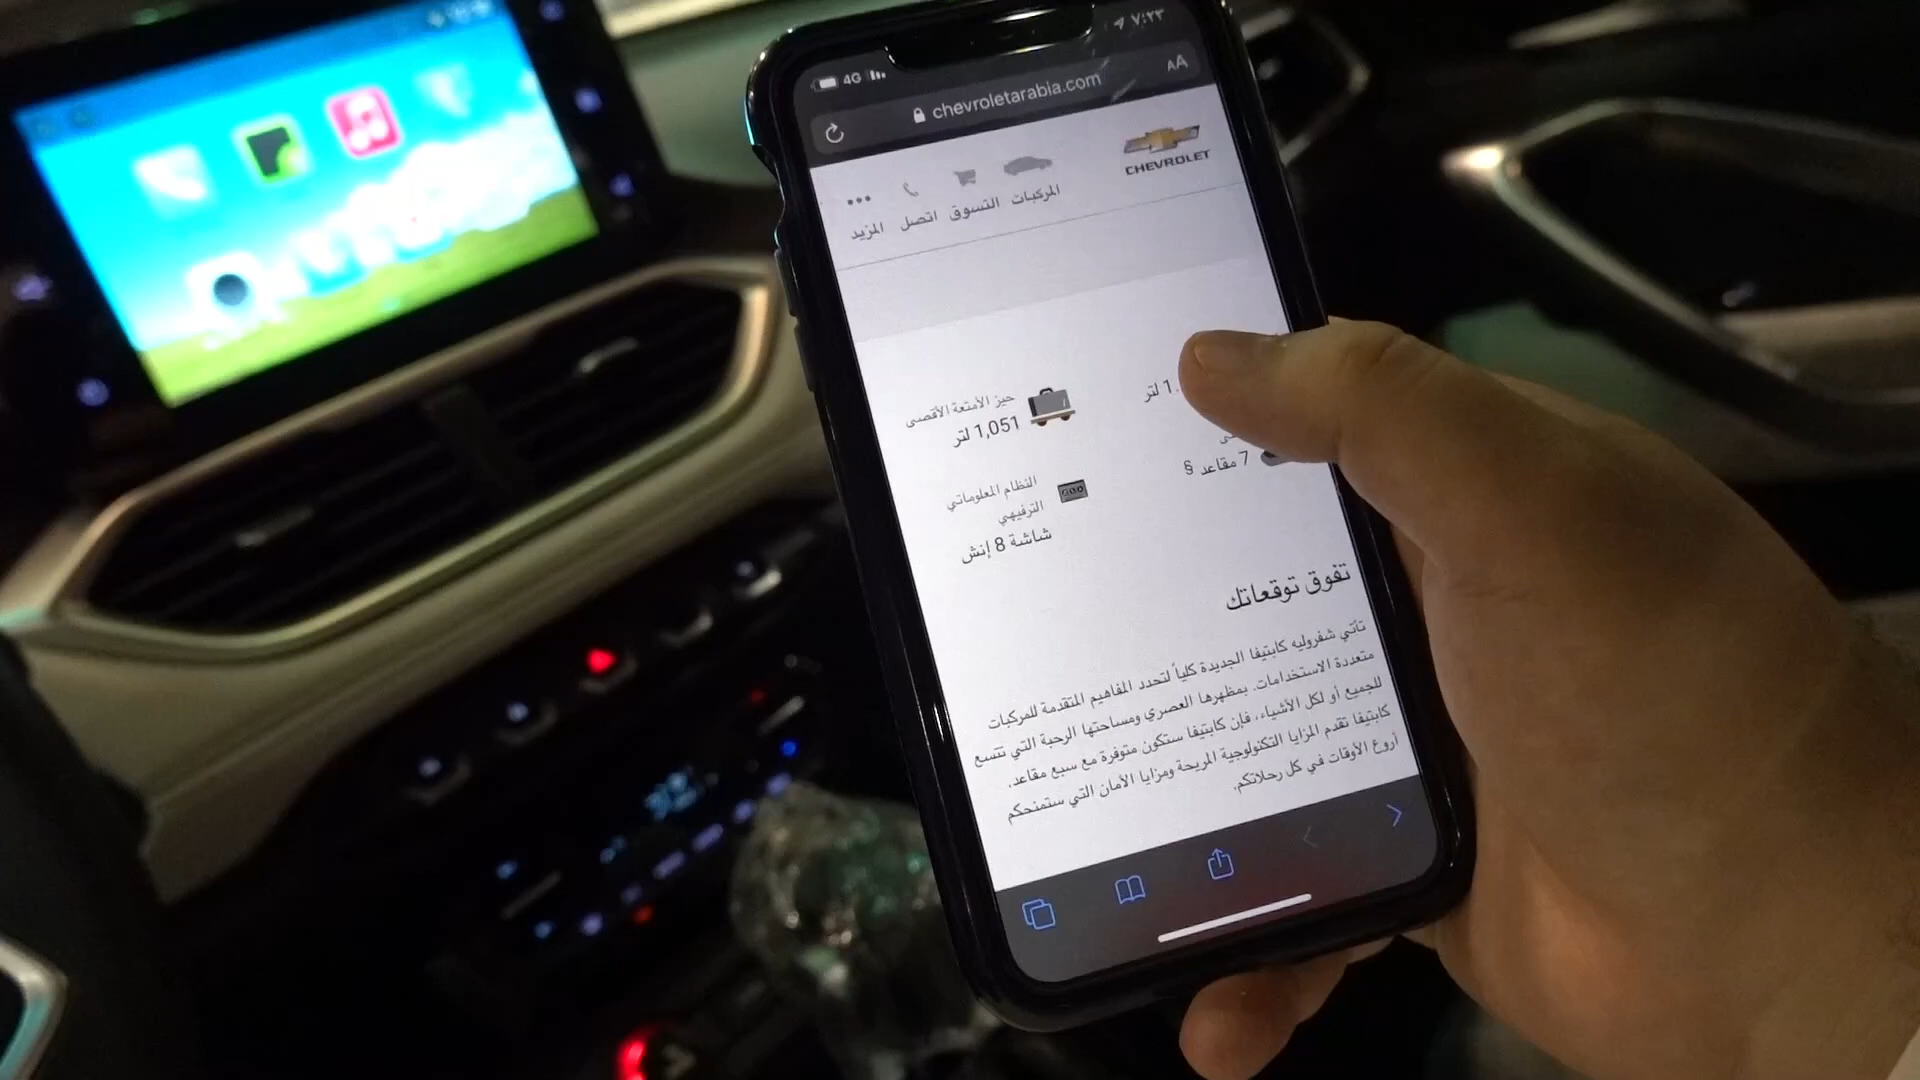 4G
٧:٢٣
chevroletarabia.com
AA
CHEVROLET
المركبات
التسوق
اتصل
المزيد
لتر
7 مقاعد §
حيز الأمتعة الأقصى
1,051 لتر
النظام المعلوماتي
الترفيهي
شاشة 8 إنش
تفوق توقعاتك
تأتي شفروليه كابتيفا الجديدة كلياً لتحدد المفاهيم المتقدمة للمركبات
متعددة الاستخدامات. بمظهرها العصري ومساحتها الرحبة التي تتسع
للجميع أو لكل الأشياء، فإن كابتيفا ستكون متوفرة مع سبع مقاعد.
كابتيفا تقدم المزايا التكنولوجية المريحة ومزايا الأمان التي ستمنحكم
أروع الأوقات في كل رحلاتكم.